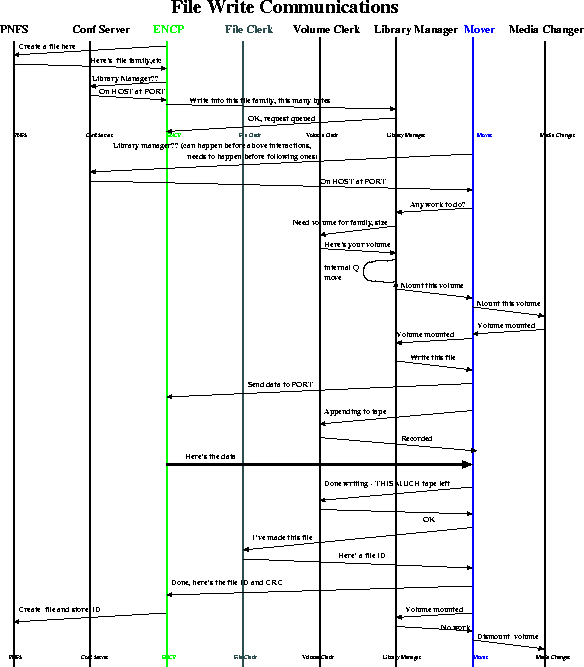 File Write Communications
PNFS Conf Server ENCP File Clerk Volume Clerk Library Manager Mover Media Changer
Create a file here
Here's file family,etc
Library Manager??
On HOST at PORT
Write into this file family, this many bytes
OK, request queued
PNFS Conf Server ENCP File Clerk Volume Clerk Library Manager Mover Media Changer
Library manager?? (can happen before above interactions,
needs to happen before following ones)
On HOST at PORT
Any work to do?
Need volume for family, size
Here's your volume
Internal Q
move
Mount this volume
Mount this volume
Volume mounted
Volume mounted
Write this file
Send data to PORT
Appending to tape
Recorded
Here's the data
Done writing - THIS MUCH tape left
OK
I've made this file
Here' a file ID
Done, here's the file ID and CRC
Create file and store ID
Volume mounted
No work
Dismount volume
PNFS Conf Server ENCP File Clerk Volume Clerk Library Manager Mover Media Changer